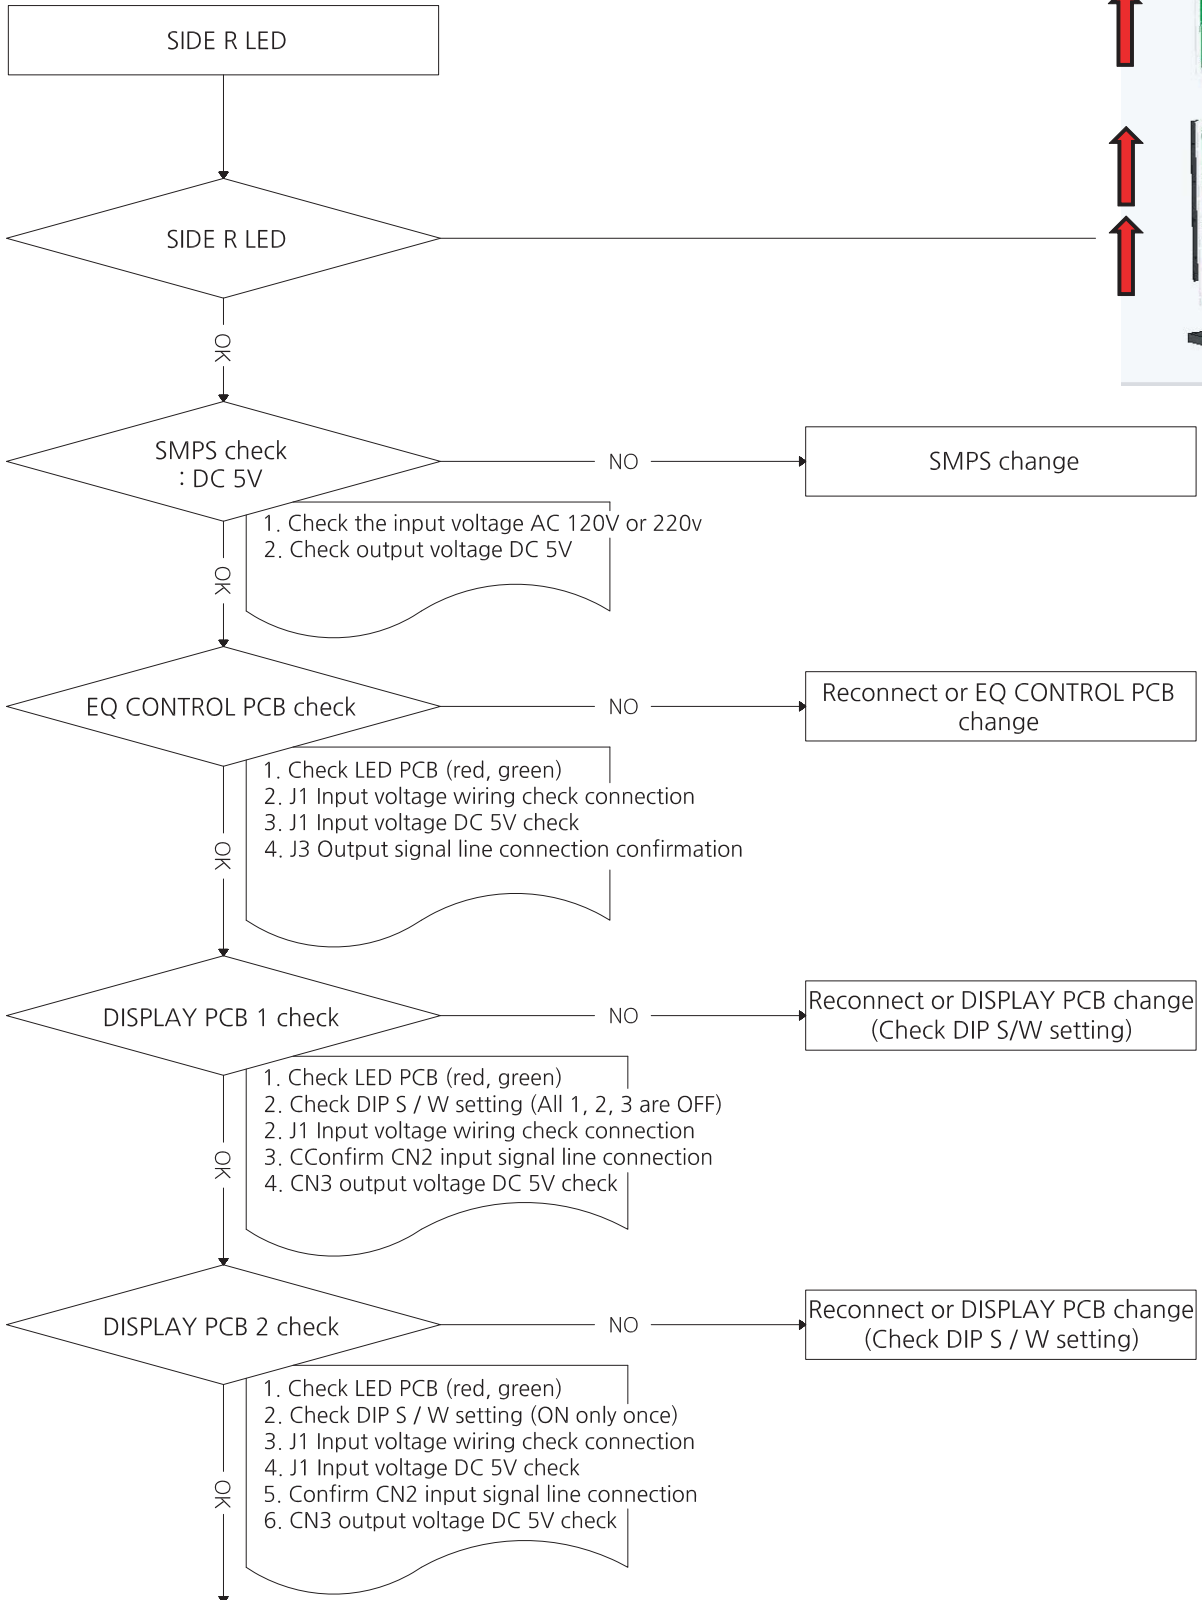 SIDE R LED
SIDE R LED
OK
SMPS check
: DC 5V
NO
SMPS change
1. Check the input voltage AC 120V or 220v
2. Check output voltage DC 5V
OK
EQ CONTROL PCB check
NO
Reconnect or EQ CONTROL PCB
change
1. Check LED PCB (red, green)
2. J1 Input voltage wiring check connection
3. J1 Input voltage DC 5V check
4. J3 Output signal line connection confirmation
OK
DISPLAY PCB 1 check
NO
Reconnect or DISPLAY PCB change
(Check DIP S/W setting)
1. Check LED PCB (red, green)
2. Check DIP S / W setting (All 1, 2, 3 are OFF)
2. J1 Input voltage wiring check connection
3. CConfirm CN2 input signal line connection
4. CN3 output voltage DC 5V check
OK
DISPLAY PCB 2 check
NO
Reconnect or DISPLAY PCB change
(Check DIP S / W setting)
1. Check LED PCB (red, green)
2. Check DIP S / W setting (ON only once)
3. J1 Input voltage wiring check connection
4. J1 Input voltage DC 5V check
5. Confirm CN2 input signal line connection
6. CN3 output voltage DC 5V check
OK